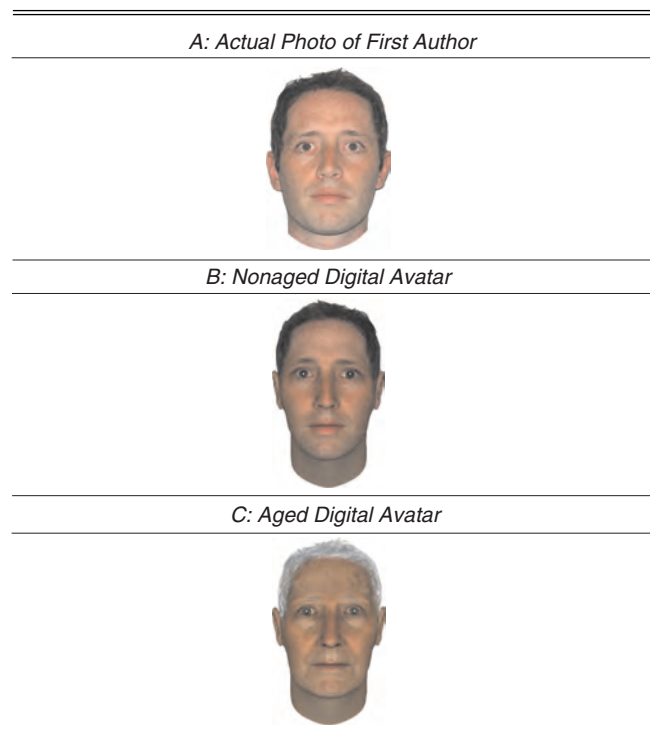 A: Actual Photo of First Author
B: Nonaged Digital Avatar
C: Aged Digital Avatar